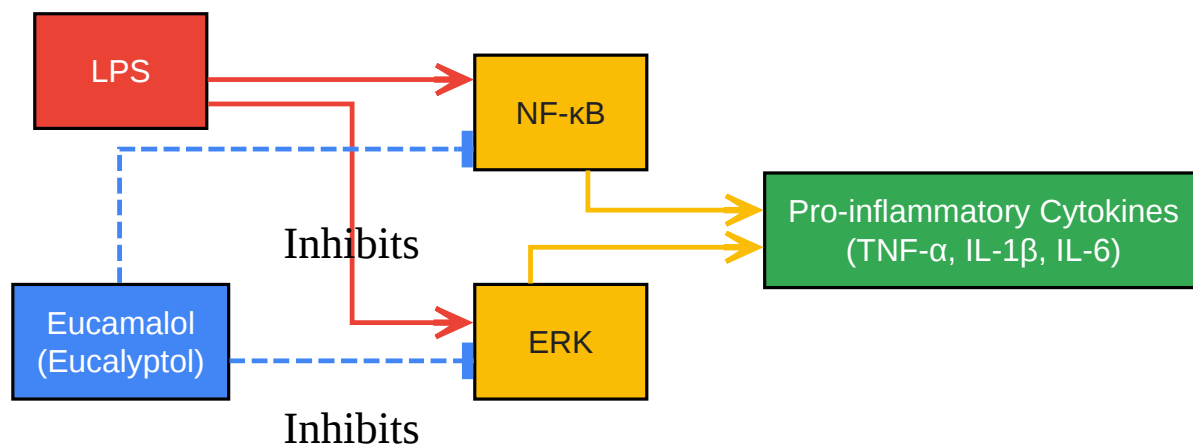 LPS
NF-κB
Pro-inflammatory Cytokines
(TNF-α, IL-1β, IL-6)
Inhibits
Eucamalol
(Eucalyptol)
ERK
Inhibits